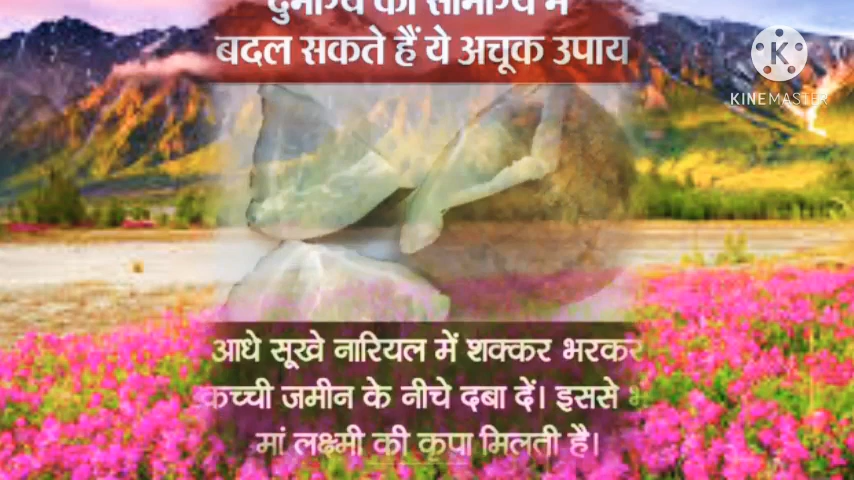 दुर्भाग्य को सौभाग्य में
बदल सकते हैं ये अचूक उपाय
KINEMASTER
आधे सूखे नारियल में शक्कर भरकर
कच्ची जमीन के नीचे दबा दें। इससे
मां लक्ष्मी की कृपा मिलती है।